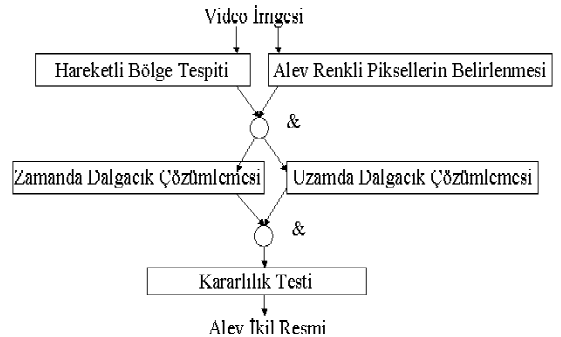 Video İmgesi
Hareketli Bölge Tespiti
Alev Renkli Piksellerin Belirlenmesi
&
Zamanda Dalgacık Çözümlemesi
Uzamda Dalgacık Çözümlemesi
&
Kararlılık Testi
Alev İkil Resmi